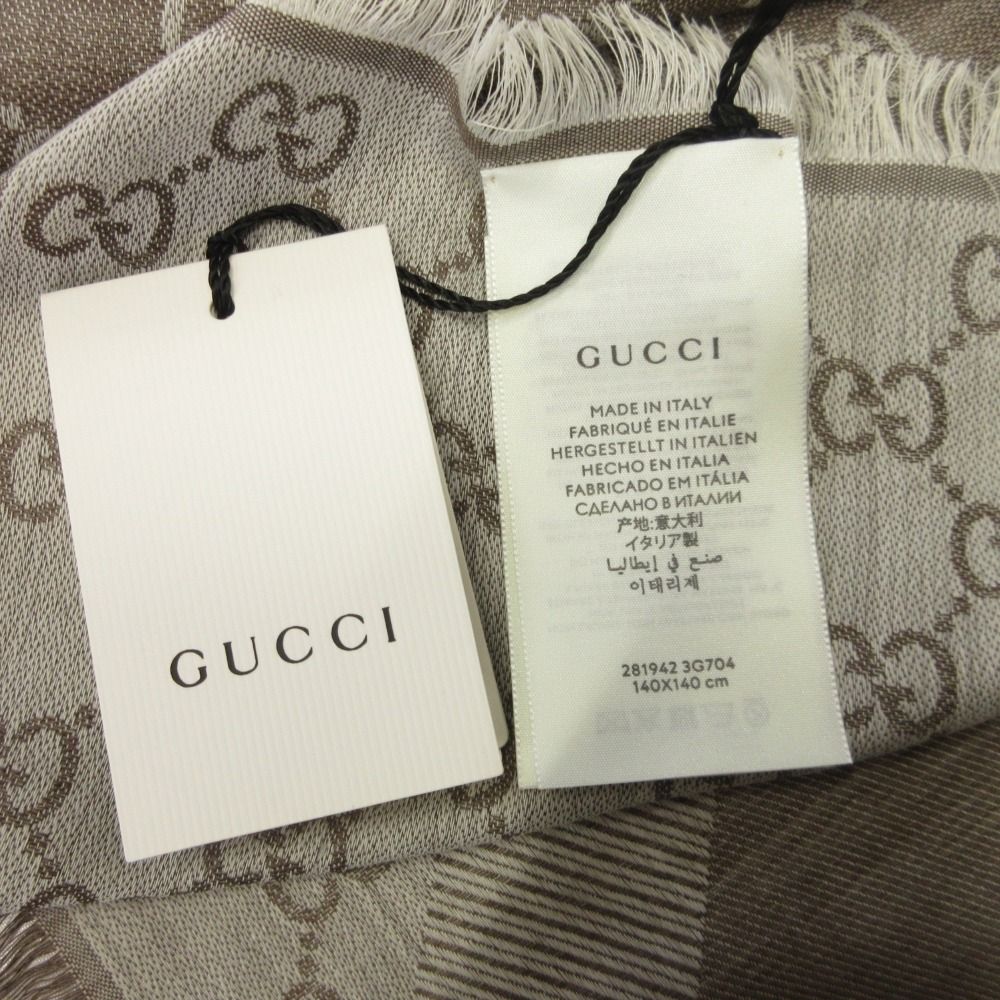 GUCCI
GUCCI
MADE IN ITALY
FABRIQUÉ EN ITALIE
HERGESTELLT IN ITALIEN
HECHO EN ITALIA
FABRICADO EM ITÁLIA
СДЕЛАНО В ИТАЛИИ
产地:意大利
イタリア製
صنع في إيطاليا
이태리제
281942 3G704
140X140 cm